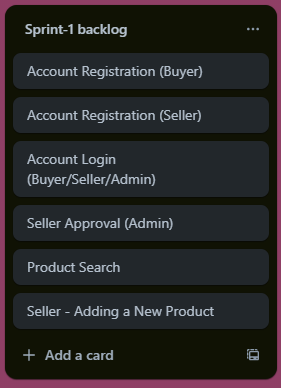 Sprint-1 backlog
Account Registration (Buyer)
Account Registration (Seller)
Account Login
(Buyer/Seller/Admin)
Seller Approval (Admin)
Product Search
Seller - Adding a New Product
Add a card